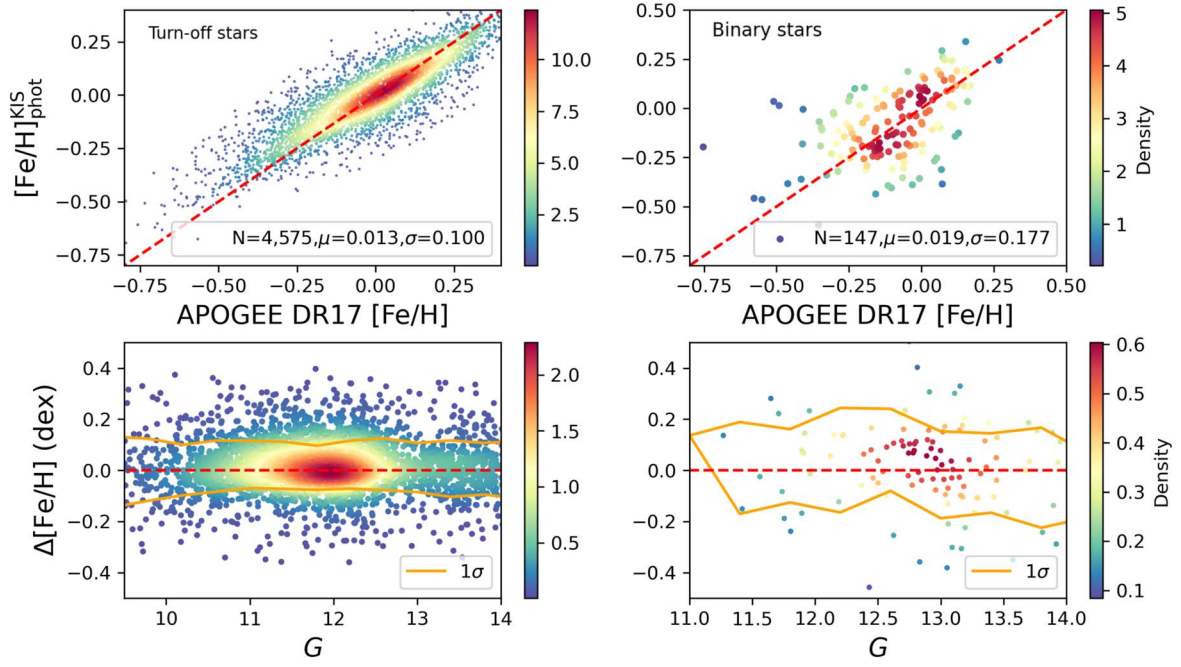 Turn-off stars
[Fe/H]^KIS_phot
0.25
0.00
−0.25
−0.50
−0.75
−0.75 −0.50 −0.25 0.00 0.25
N=4,575,μ=0.013,σ=0.100
APOGEE DR17 [Fe/H]
10.0
7.5
5.0
2.5
Binary stars
0.50
0.25
0.00
−0.25
−0.50
−0.75
−0.75 −0.50 −0.25 0.00 0.25 0.50
N=147,μ=0.019,σ=0.177
APOGEE DR17 [Fe/H]
5
4
3
2
1
Density
Δ[Fe/H] (dex)
0.4
0.2
0.0
−0.2
−0.4
10 11 12 13 14
1σ
G
2.0
1.5
1.0
0.5
0.4
0.2
0.0
−0.2
−0.4
11.0 11.5 12.0 12.5 13.0 13.5 14.0
1σ
G
0.6
0.5
0.4
0.3
0.2
0.1
Density